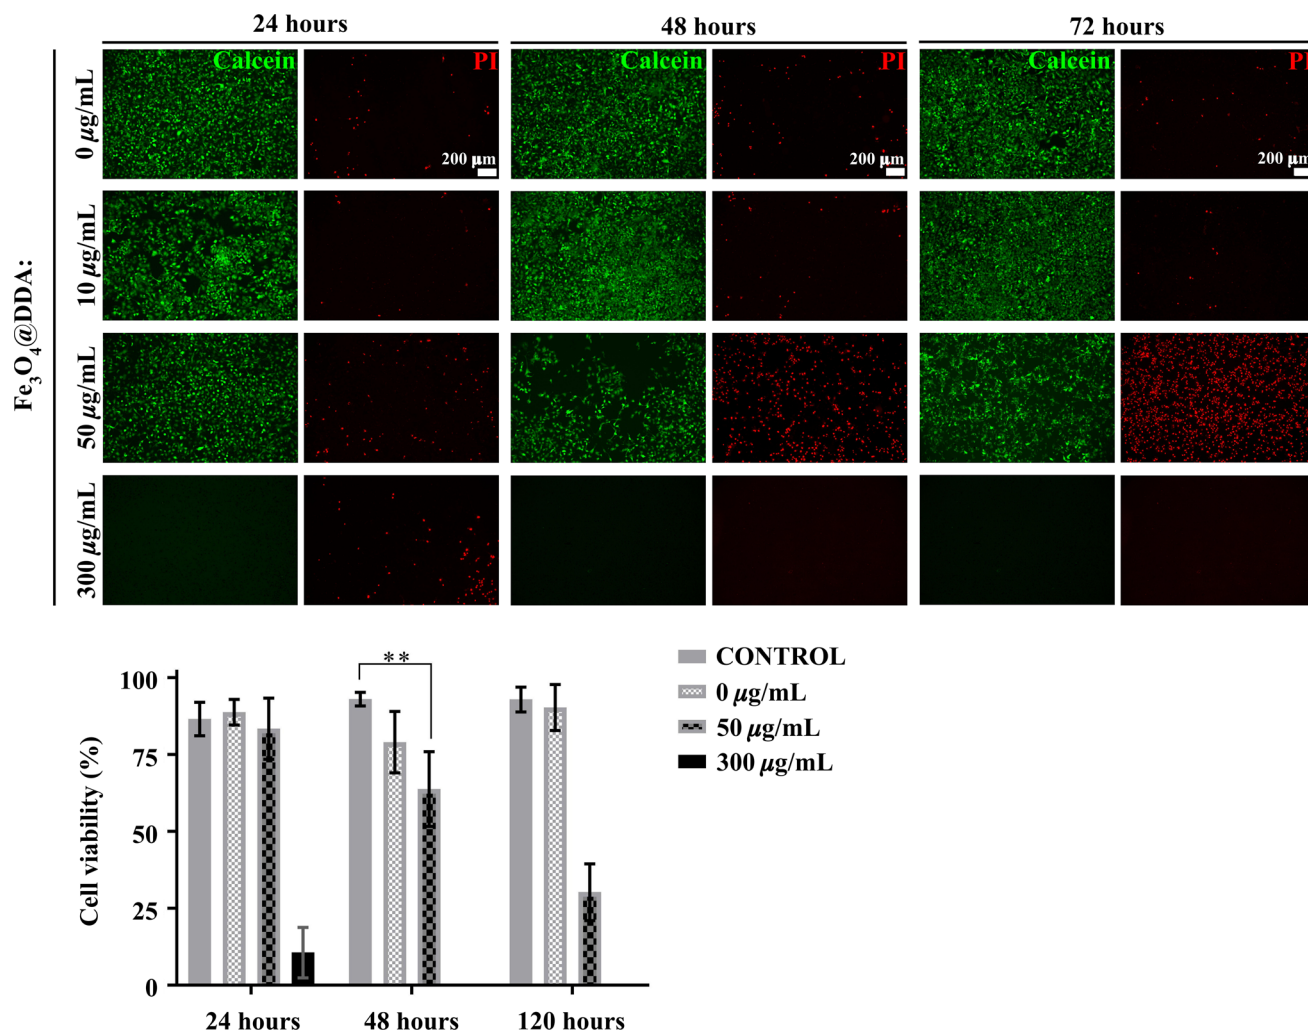 24 hours
48 hours
72 hours
Fe₃O₄@DDA:
0 µg/mL
Calcein
PI
200 µm
Calcein
PI
200 µm
Calcein
PI
200 µm
10 µg/mL
50 µg/mL
300 µg/mL
Cell viability (%)
100
75
50
25
0
**
24 hours
48 hours
120 hours
CONTROL
0 µg/mL
50 µg/mL
300 µg/mL